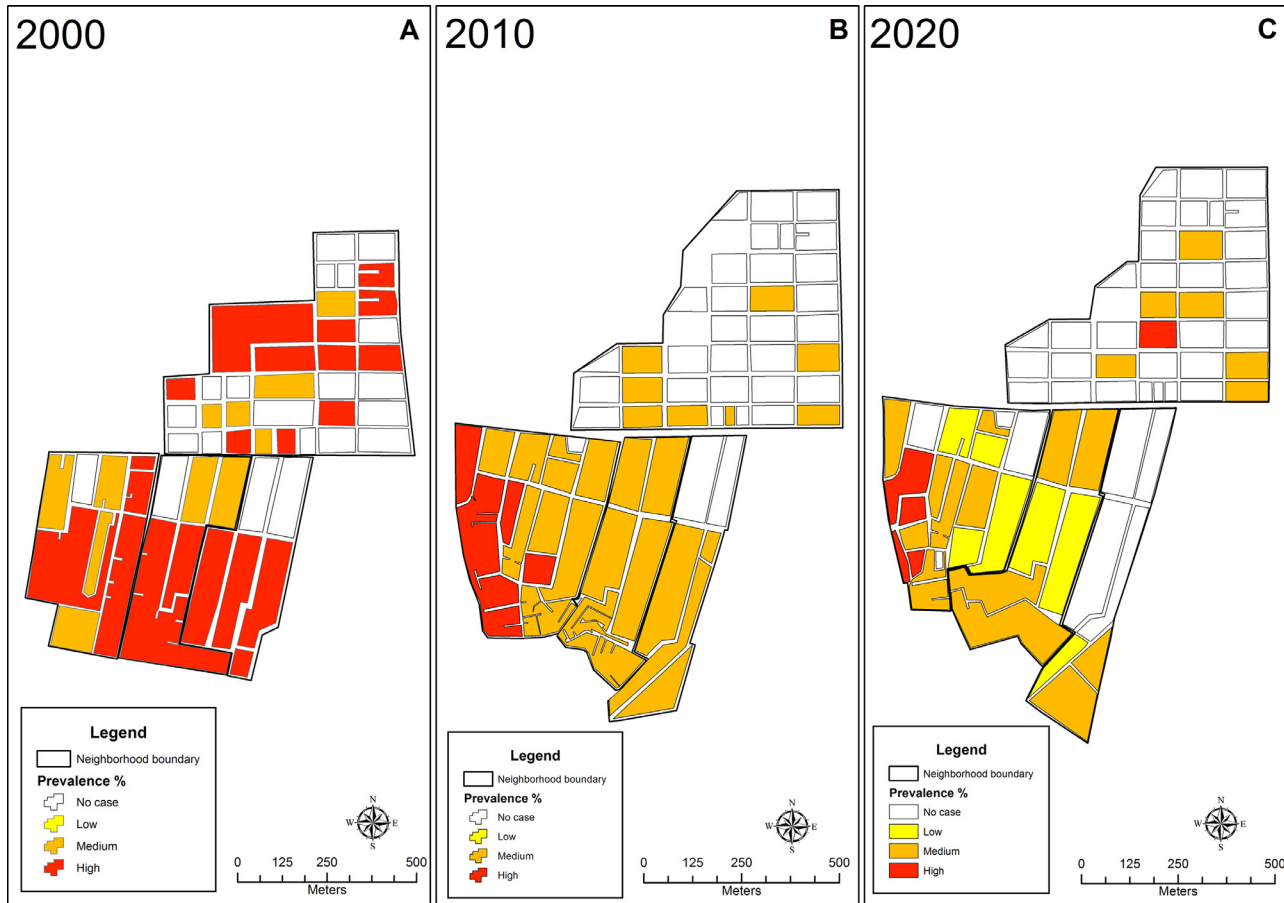 2000
A
Legend
Neighborhood boundary
Prevalence %
No case
Low
Medium
High
N
W E
S
0 125 250 500
Meters
2010
B
Legend
Neighborhood boundary
Prevalence %
No case
Low
Medium
High
N
W E
S
0 125 250 500
Meters
2020
C
Legend
Neighborhood boundary
Prevalence %
No case
Low
Medium
High
N
W E
S
0 125 250 500
Meters